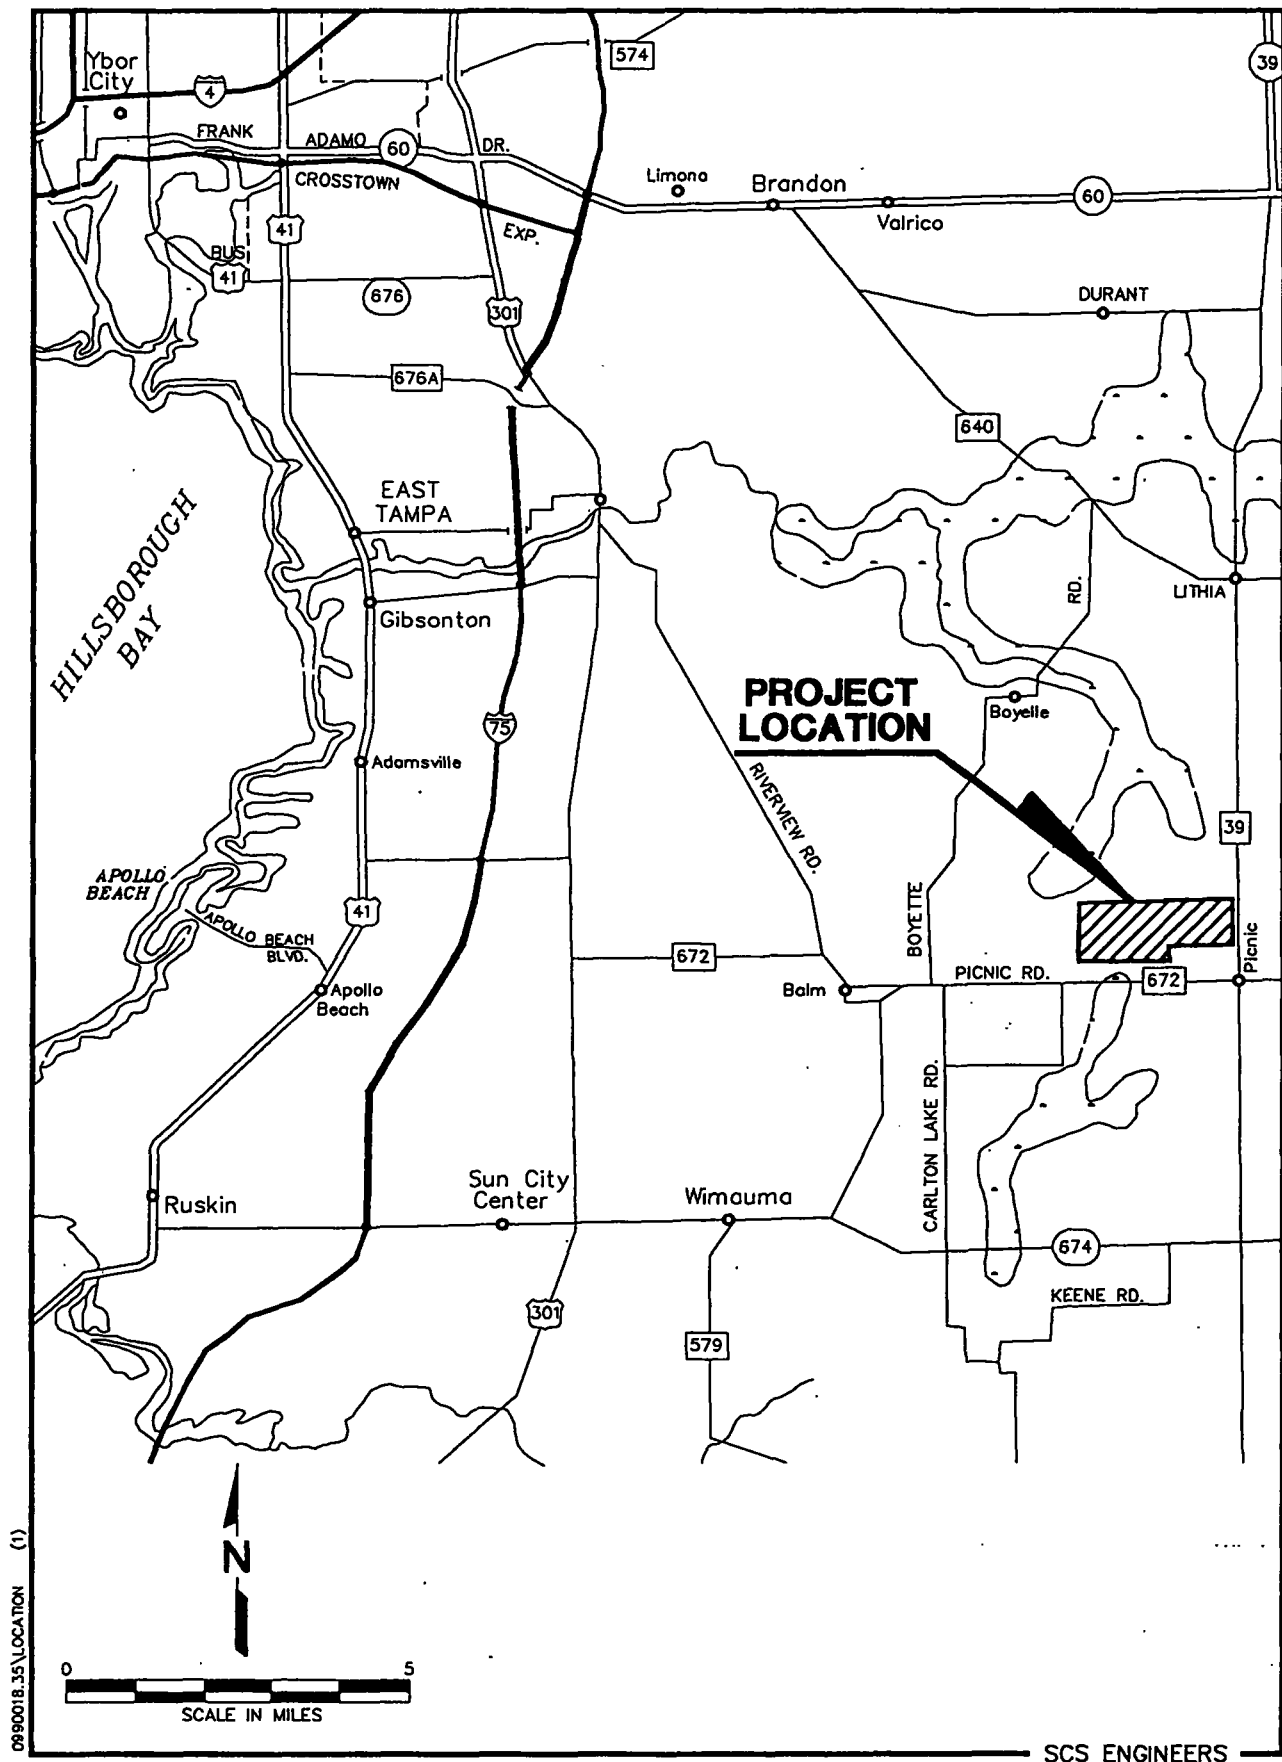 574
39
Ybor
City
4
FRANK
ADAMO
60
DR.
CROSSTOWN
Limona
Brandon
60
Valrico
41
EXP.
BUS
41
676
DURANT
301
676A
640
EAST
TAMPA
HILLSBOROUGH
BAY
LITHIA
RD.
Gibsonton
PROJECT
LOCATION
Boyelle
75
Adamsville
RIVERVIEW RD.
39
APOLLO
BEACH
41
APOLLO BEACH
BLVD.
BOYETTE
672
Picnic
PICNIC RD.
672
Balm
Apollo
Beach
CARLTON LAKE RD.
Sun City
Center
Wimauma
Ruskin
674
KEENE RD.
301
579
N
0990018.35\LOCATION (1)
0 5
SCALE IN MILES
SCS ENGINEERS